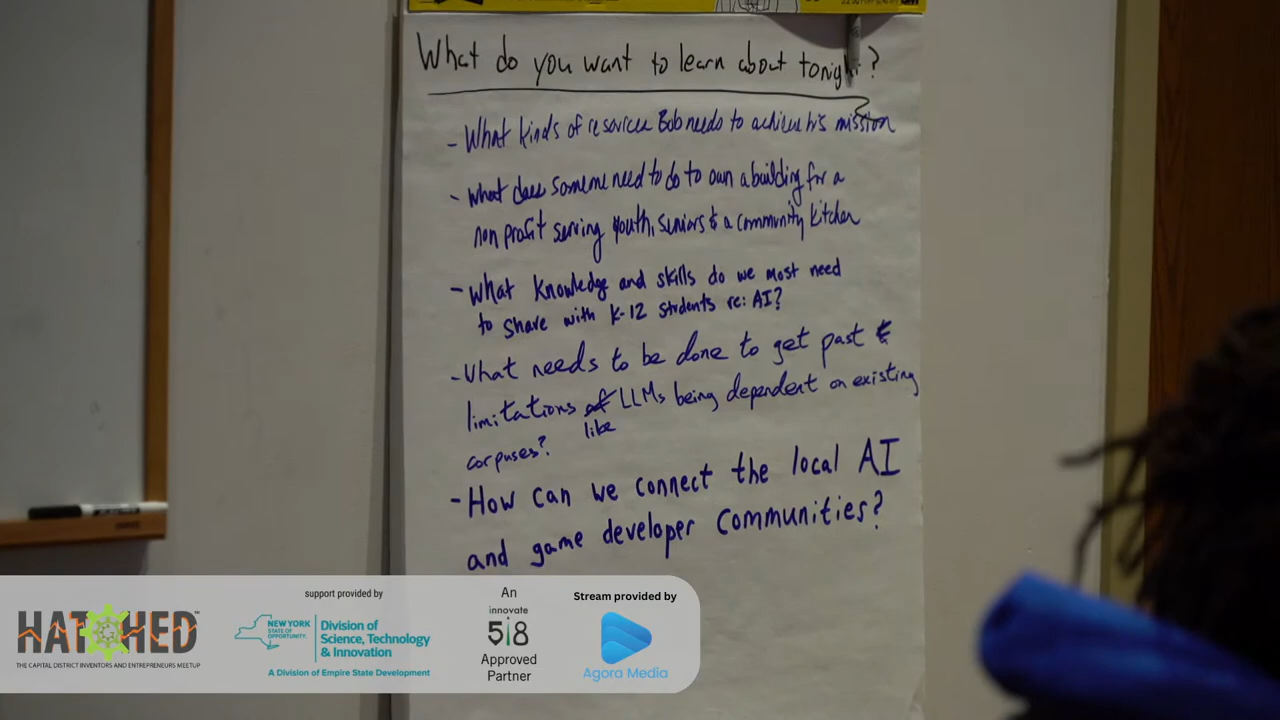 What do you want to learn about tonight?
- What kinds of resources Bob needs to achieve his mission
- What does someone need to do to own a building for a
non profit serving youth, seniors & a community kitchen
- What knowledge and skills do we most need
to share with K-12 students re: AI?
- What needs to be done to get past
limitations of LLMs being dependent on existing
like
corpuses?
- How can we connect the local AI
and game developer communities?
HATCHED
THE CAPITAL DISTRICT INVENTORS AND ENTREPRENEURS MEETUP
support provided by
NEW YORK
STATE OF
OPPORTUNITY.
Division of
Science, Technology
& Innovation
A Division of Empire State Development
An
innovate
518
Approved
Partner
Stream provided by
Agora Media